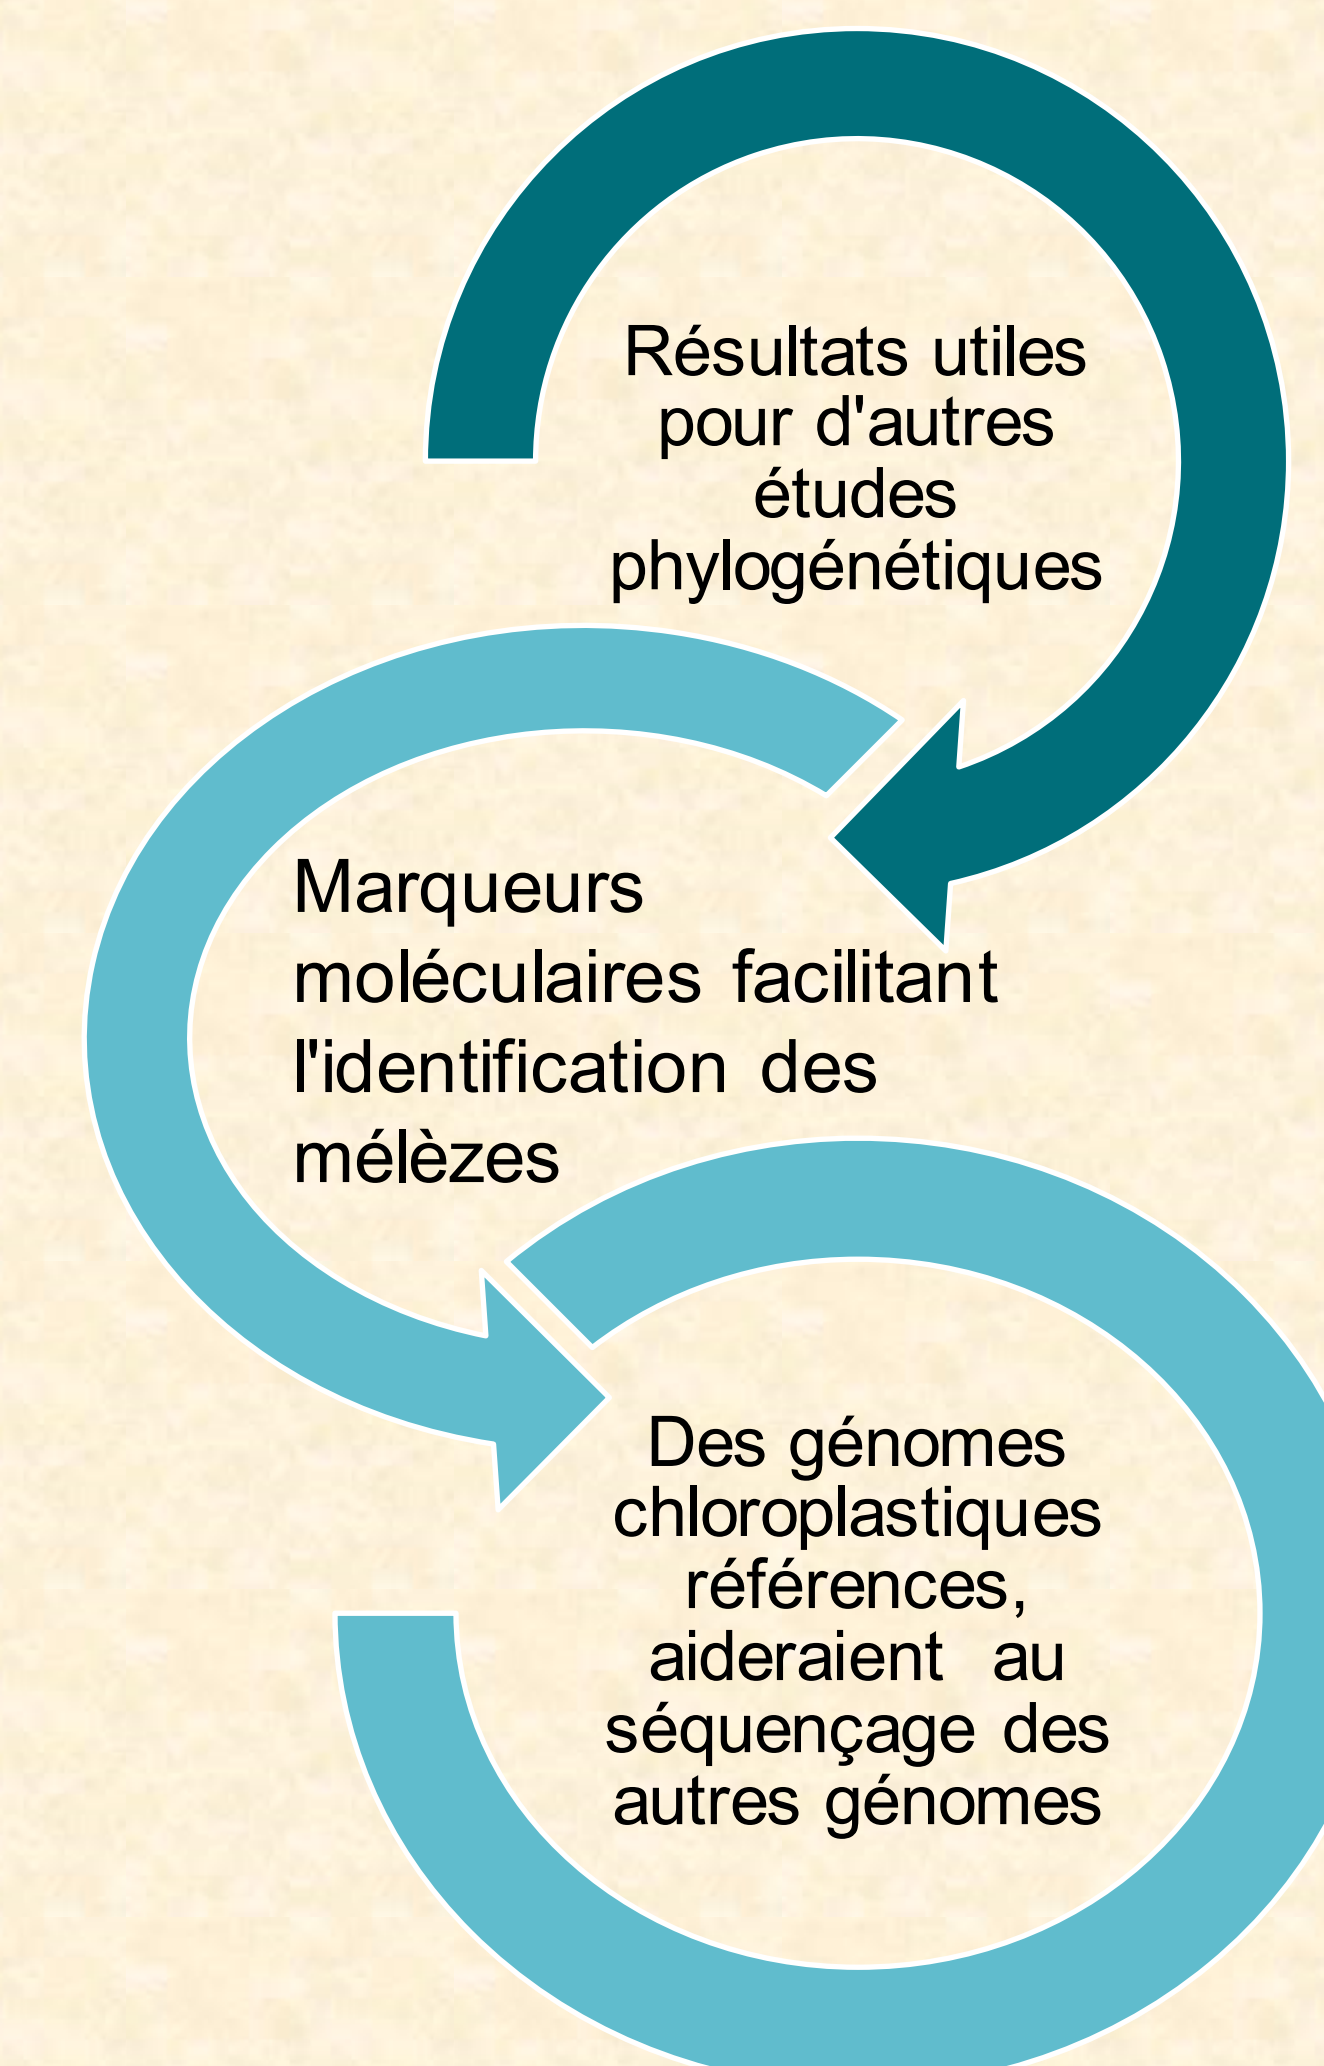 Résultats utiles
pour d'autres
études
phylogénétiques
Marqueurs
moléculaires facilitant
l'identification des
mélèzes
Des génomes
chloroplastiques
références,
aideraient au
séquençage des
autres génomes